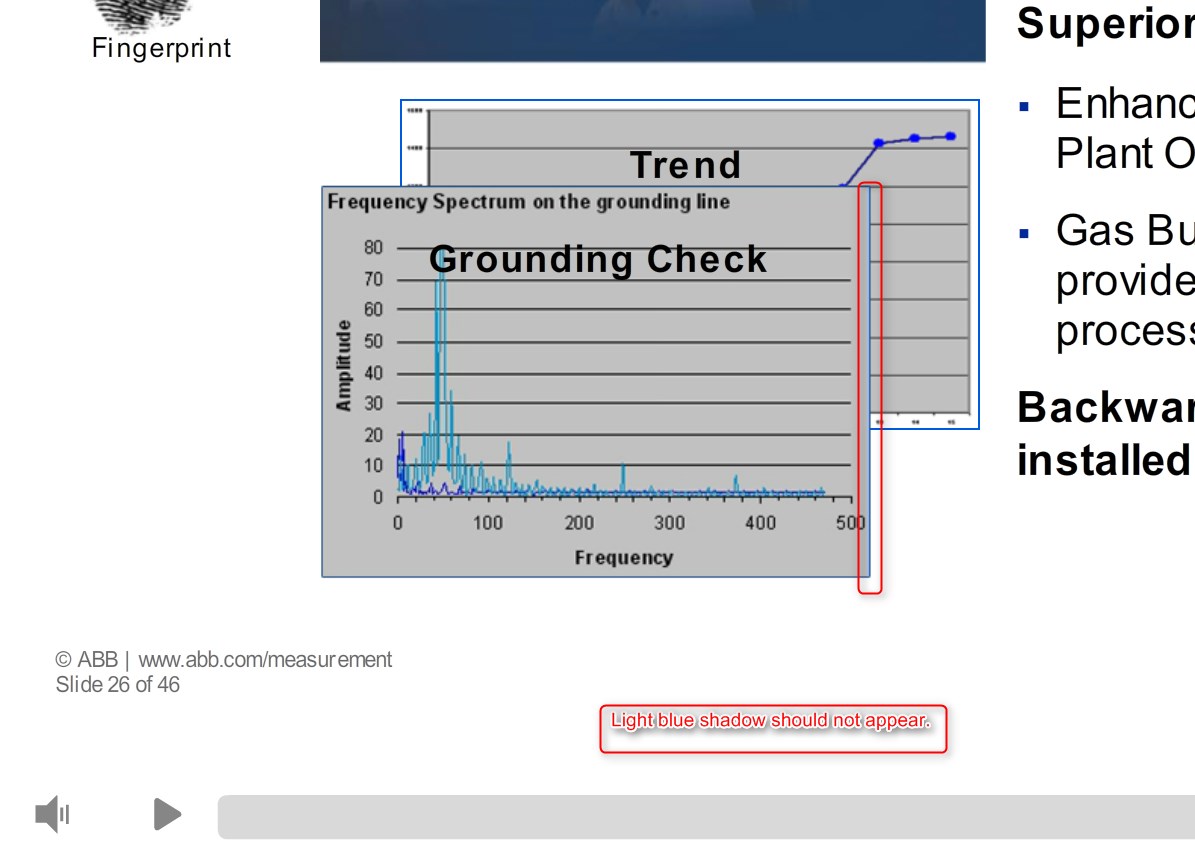 Fingerprint
Superior
Enhanc
Plant O
Gas Bu
provide
process
Backwar
installed
Trend
Frequency Spectrum on the grounding line
Grounding Check
Amplitude
80
70
60
50
40
30
20
10
0
0 100 200 300 400 500
Frequency
© ABB | www.abb.com/measurement
Slide 26 of 46
Light blue shadow should not appear.